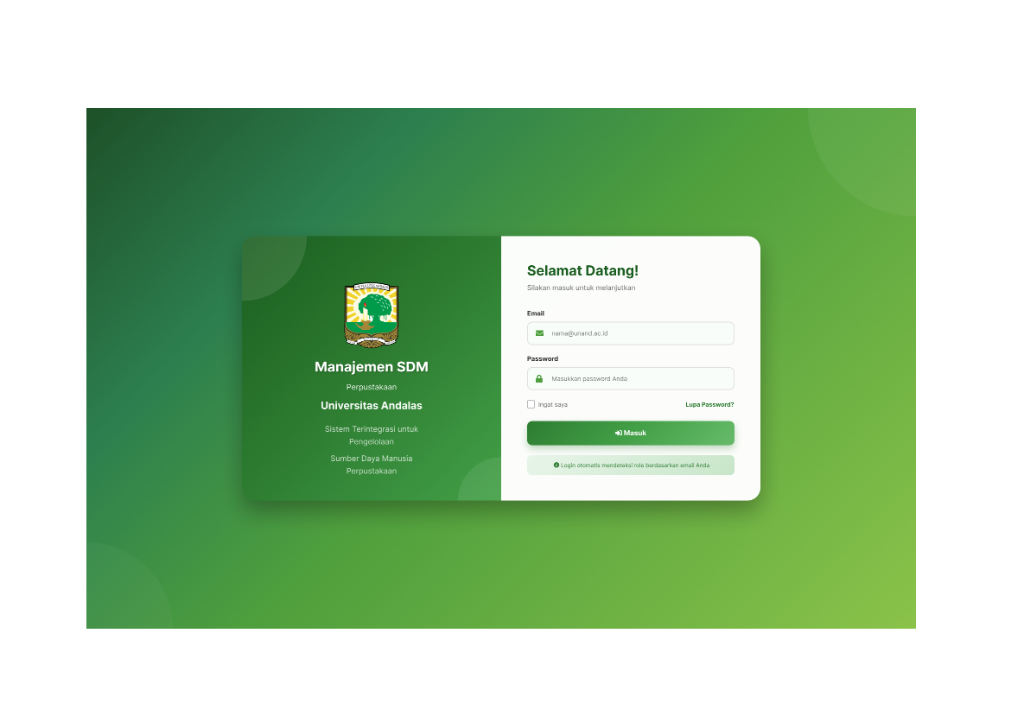 Manajemen SDM
Perpustakaan
Universitas Andalas
Sistem Terintegrasi untuk
Pengelolaan
Sumber Daya Manusia
Perpustakaan
Selamat Datang!
Silakan masuk untuk melanjutkan
Email
nama@unand.ac.id
Password
Masukkan password Anda
Ingat saya
Lupa Password?
Masuk
Login otomatis mendeteksi role berdasarkan email Anda